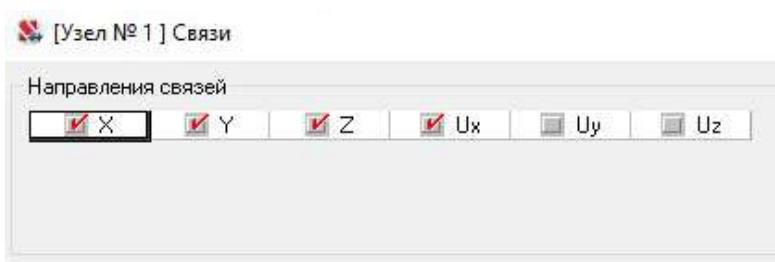 [Узел № 1 ] Связи
Направления связей
X Y Z Ux Uy Uz